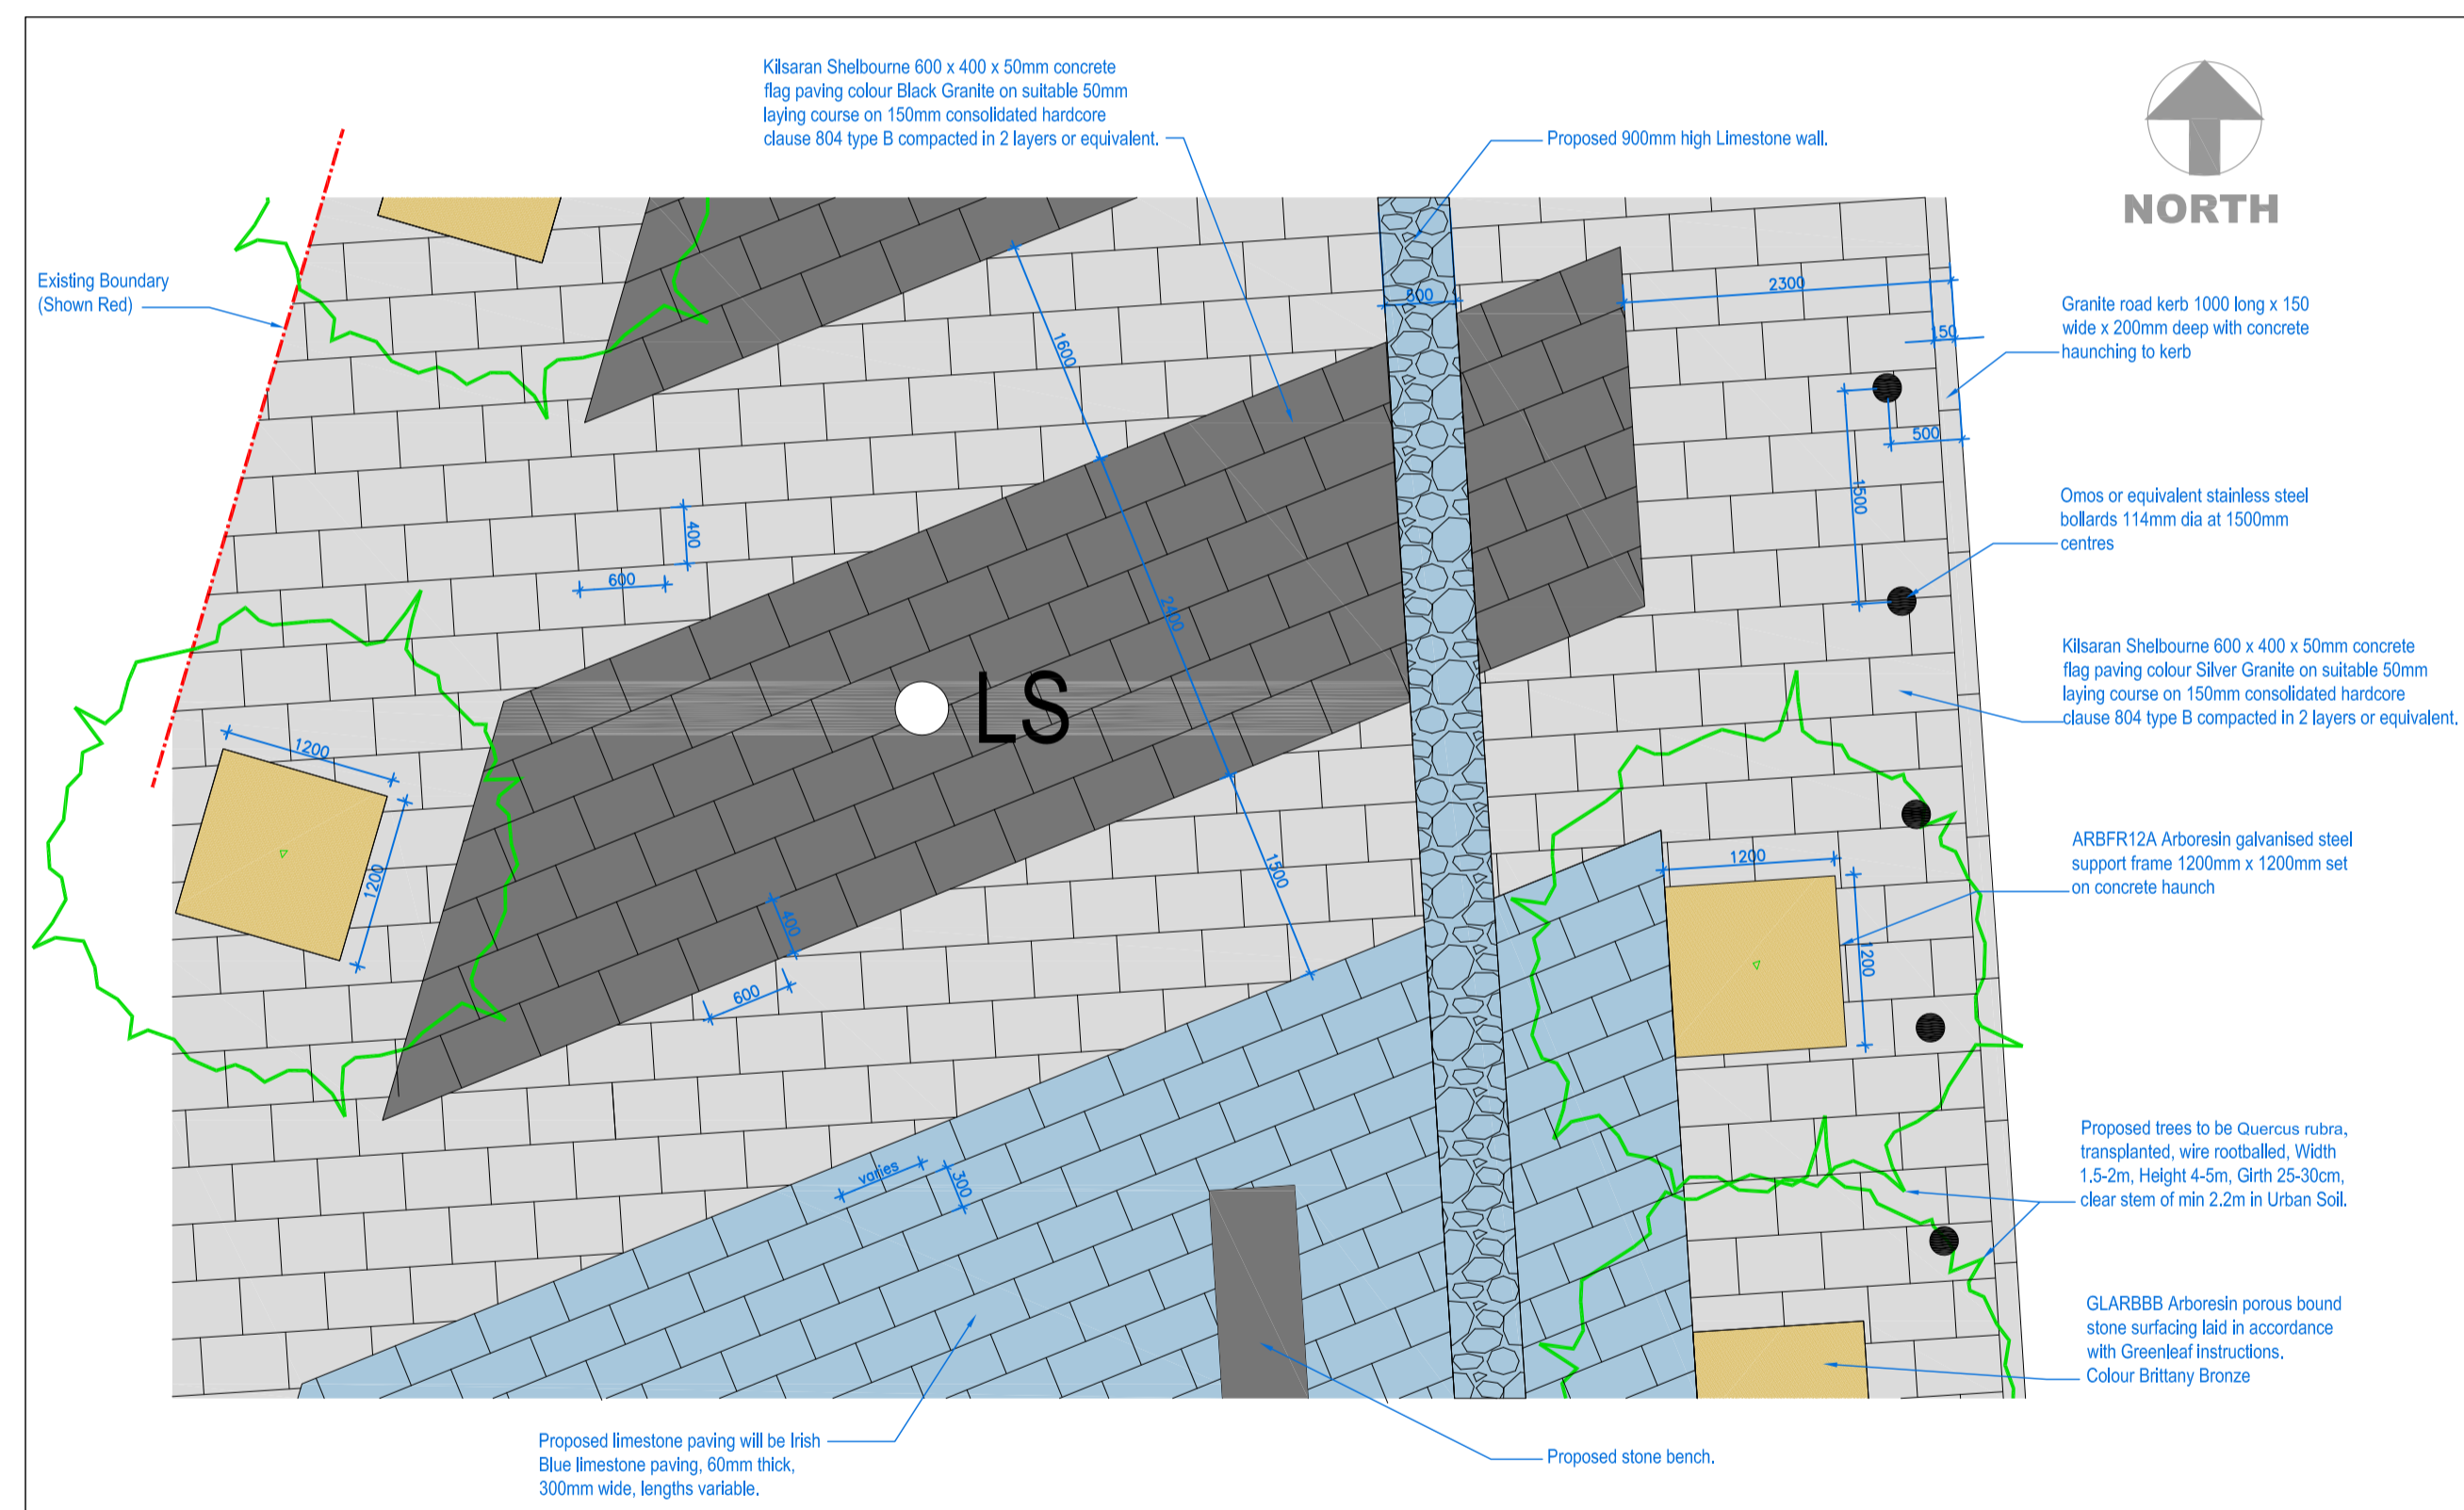 Kilsaran Shelbourne 600 x 400 x 50mm concrete
flag paving colour Black Granite on suitable 50mm
laying course on 150mm consolidated hardcore
clause 804 type B compacted in 2 layers or equivalent.
Proposed 900mm high Limestone wall.
NORTH
Existing Boundary
(Shown Red)
500
2300
150
Granite road kerb 1000 long x 150
wide x 200mm deep with concrete
haunching to kerb
1600
500
1500
400
600
Omos or equivalent stainless steel
bollards 114mm dia at 1500mm
centres
2400
LS
Kilsaran Shelbourne 600 x 400 x 50mm concrete
flag paving colour Silver Granite on suitable 50mm
laying course on 150mm consolidated hardcore
clause 804 type B compacted in 2 layers or equivalent.
1200
1200
1500
400
600
1200
1200
ARBFR12A Arboresin galvanised steel
support frame 1200mm x 1200mm set
on concrete haunch
varies
300
Proposed trees to be Quercus rubra,
transplanted, wire rootballed, Width
1.5-2m, Height 4-5m, Girth 25-30cm,
clear stem of min 2.2m in Urban Soil.
GLARBBB Arboresin porous bound
stone surfacing laid in accordance
with Greenleaf instructions.
Colour Brittany Bronze
Proposed limestone paving will be Irish
Blue limestone paving, 60mm thick,
300mm wide, lengths variable.
Proposed stone bench.